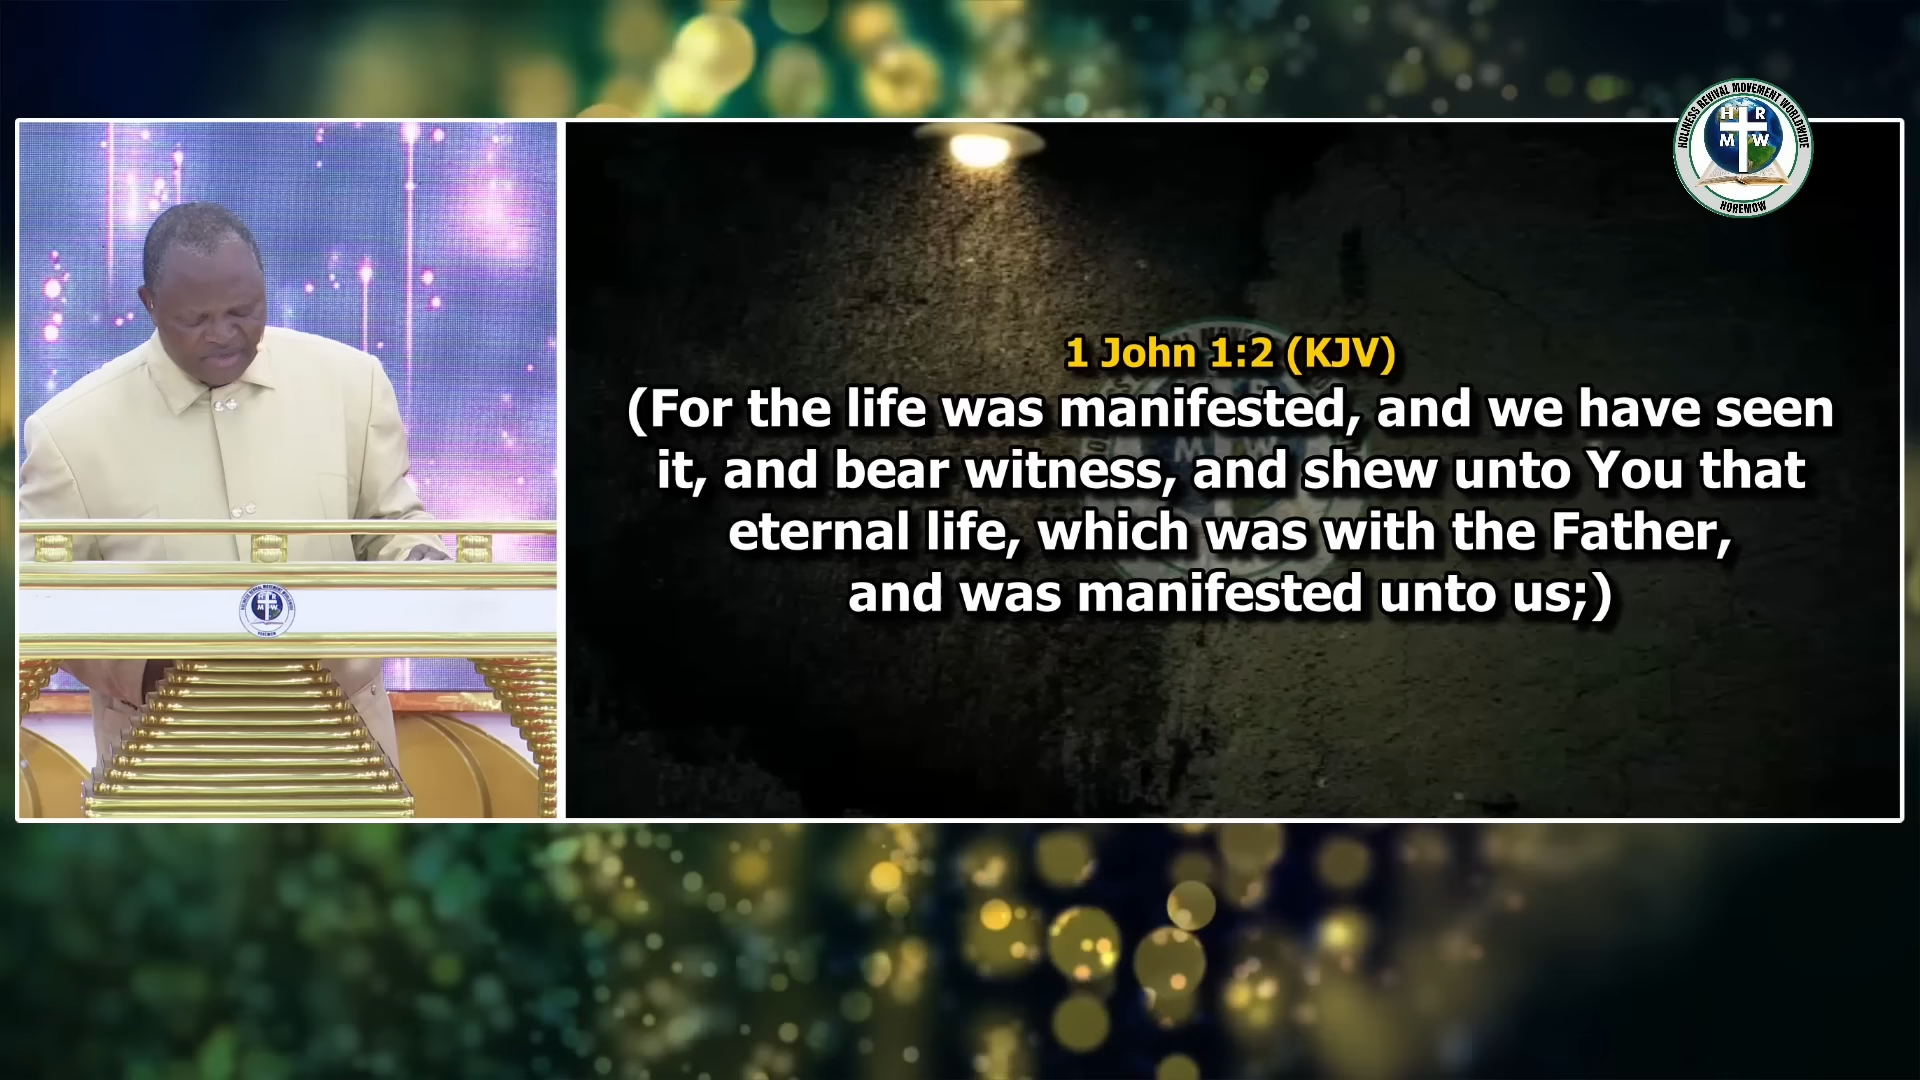 HOLINESS REVIVAL MOVEMENT WORLDWIDE
H R
M W
HOREMOW
1 John 1:2 (KJV)
(For the life was manifested, and we have seen
it, and bear witness, and shew unto You that
eternal life, which was with the Father,
and was manifested unto us;)
H R
M W
HOREMOW